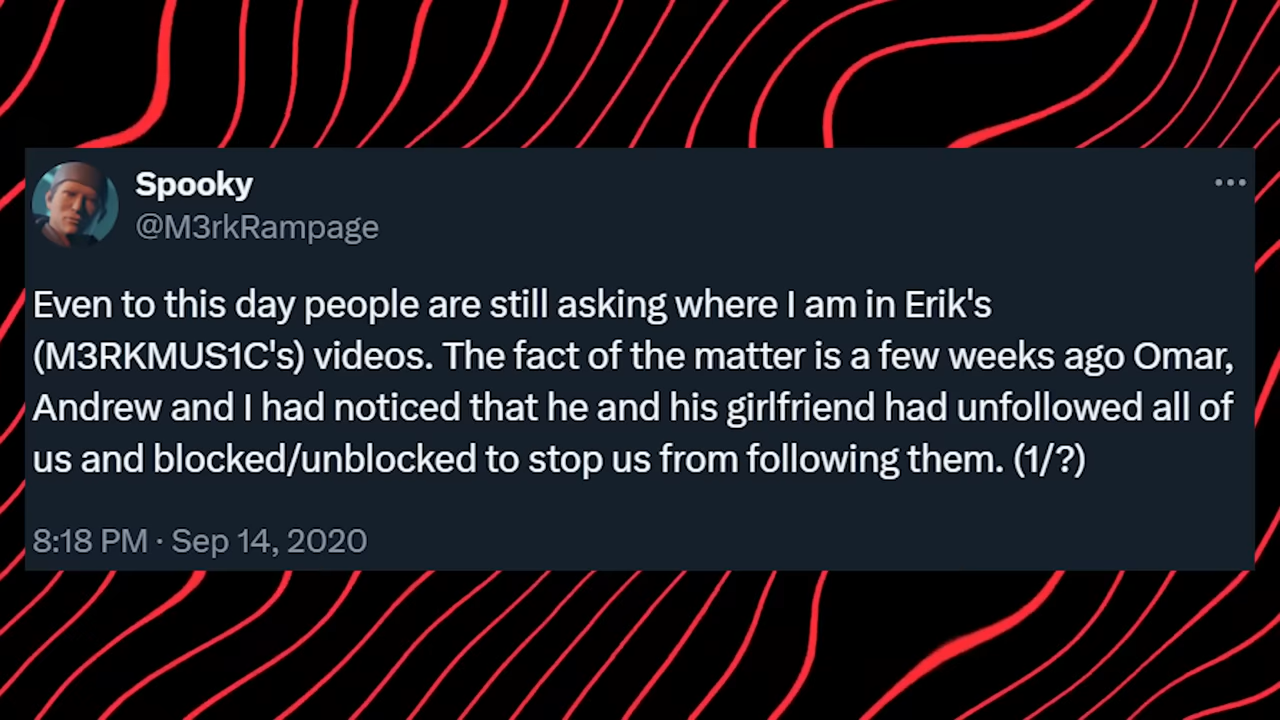 Spooky
@M3rkRampage
Even to this day people are still asking where I am in Erik's
(M3RKMUS1C's) videos. The fact of the matter is a few weeks ago Omar,
Andrew and I had noticed that he and his girlfriend had unfollowed all of
us and blocked/unblocked to stop us from following them. (1/?)
8:18 PM · Sep 14, 2020